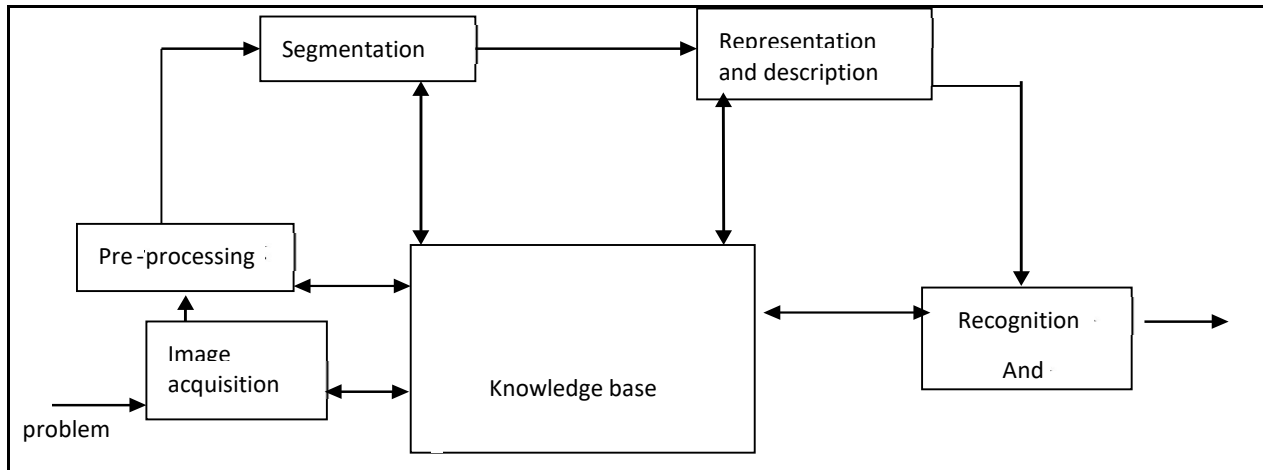 Segmentation
Representation
and description
Pre-processing
Image
acquisition
Knowledge base
Recognition
And
problem